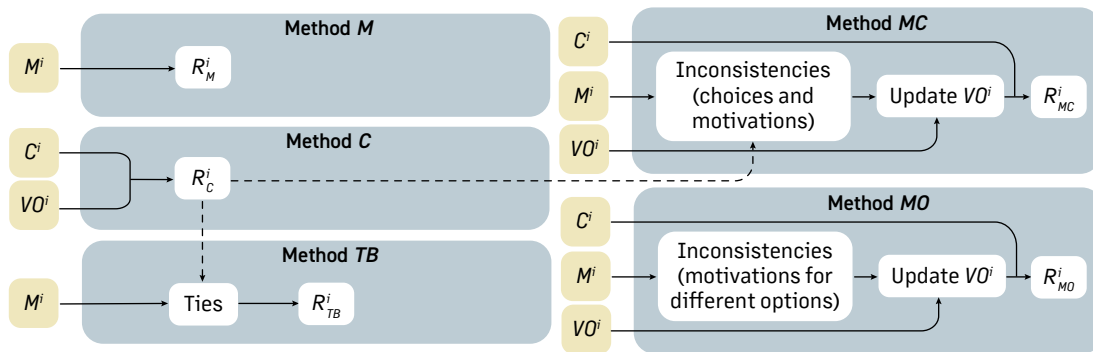 Method M
M^i
R^i_M
Method C
C^i
VO^i
R^i_C
Method TB
M^i
Ties
R^i_TB
Method MC
C^i
M^i
VO^i
Inconsistencies
(choices and
motivations)
Update VO^i
R^i_MC
Method MO
C^i
M^i
VO^i
Inconsistencies
(motivations for
different options)
Update VO^i
R^i_MO